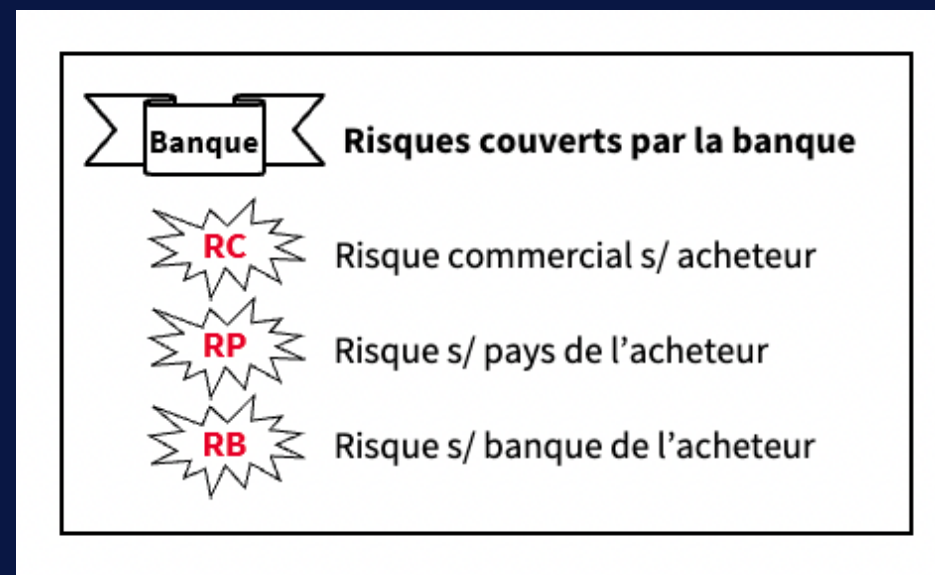 Banque
Risques couverts par la banque
RC
Risque commercial s/ acheteur
RP
Risque s/ pays de l’acheteur
RB
Risque s/ banque de l’acheteur